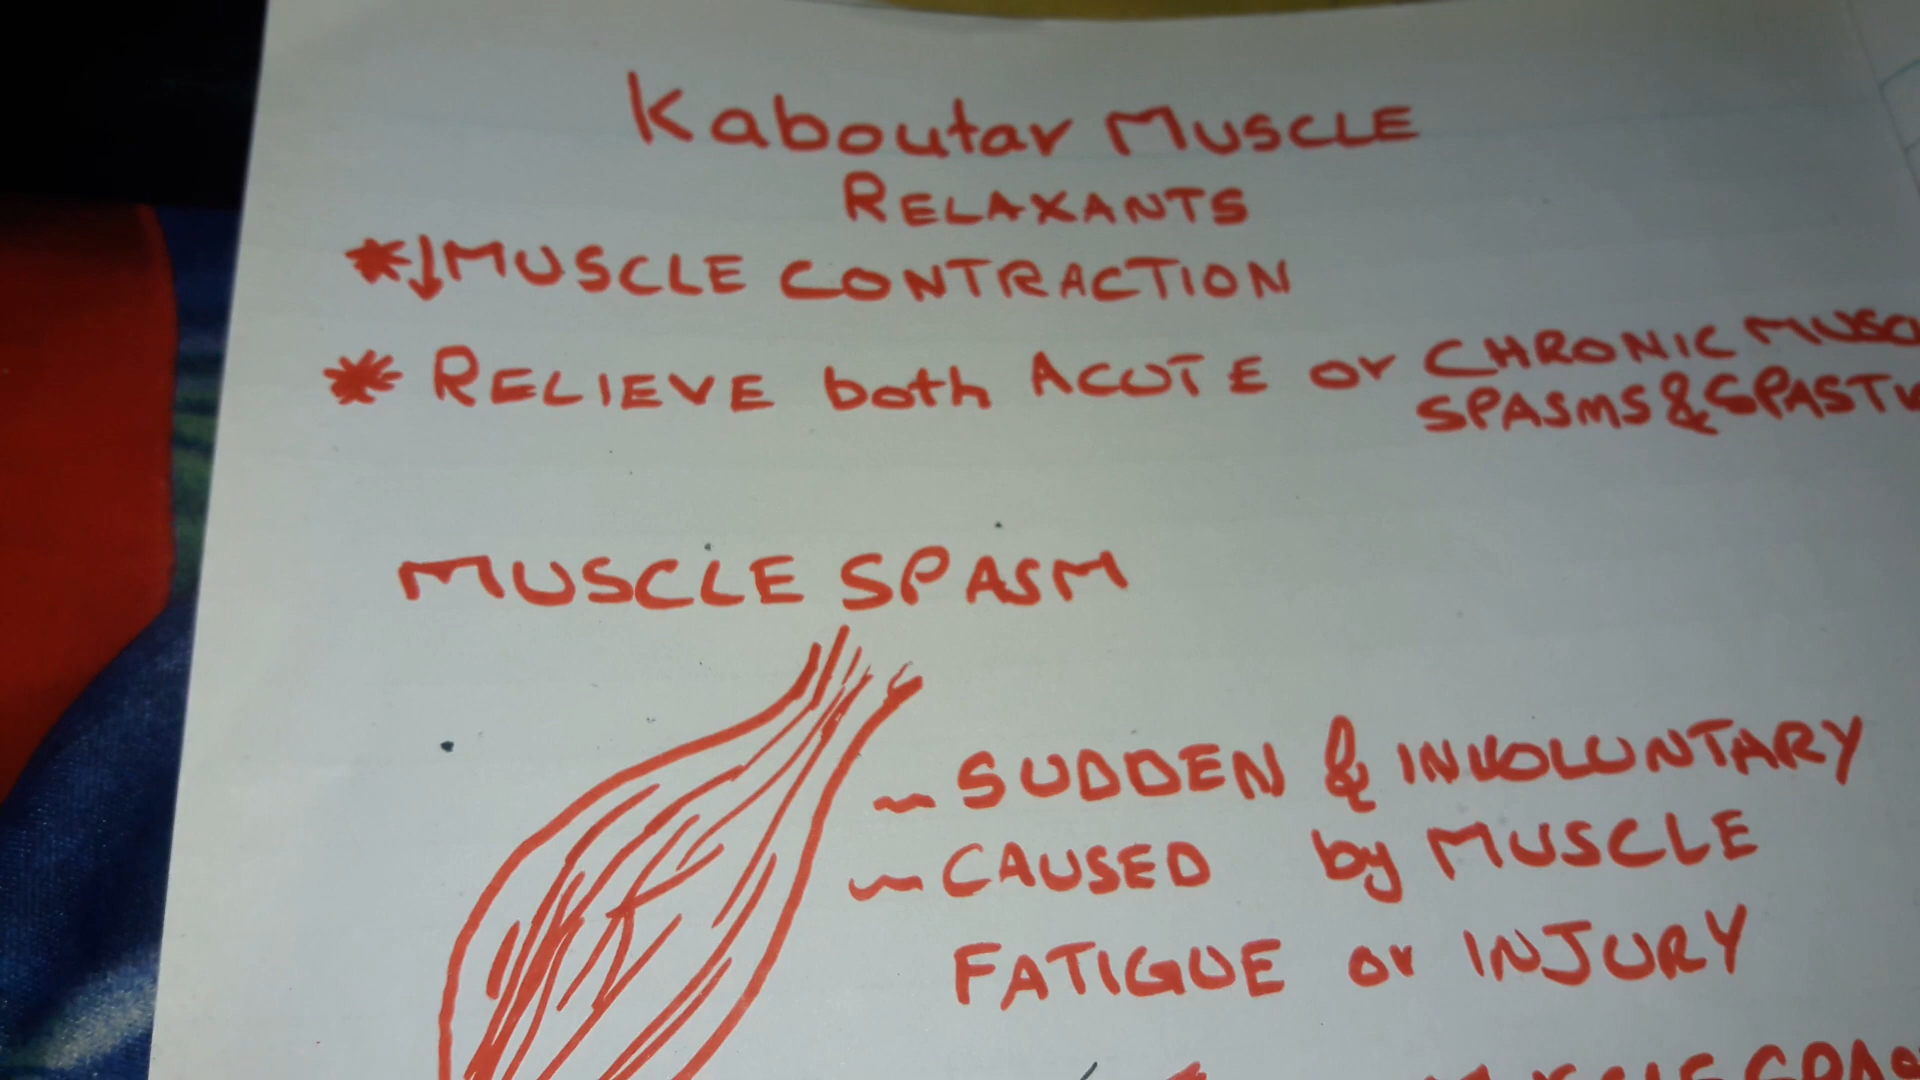 Kaboutar MUSCLE
RELAXANTS
*↓MUSCLE CONTRACTION
* RELIEVE both ACUTE or CHRONIC
SPASMS &
MUSCLE SPASM
~ SUDDEN & INVOLUNTARY
~ CAUSED by MUSCLE
FATIGUE or INJURY